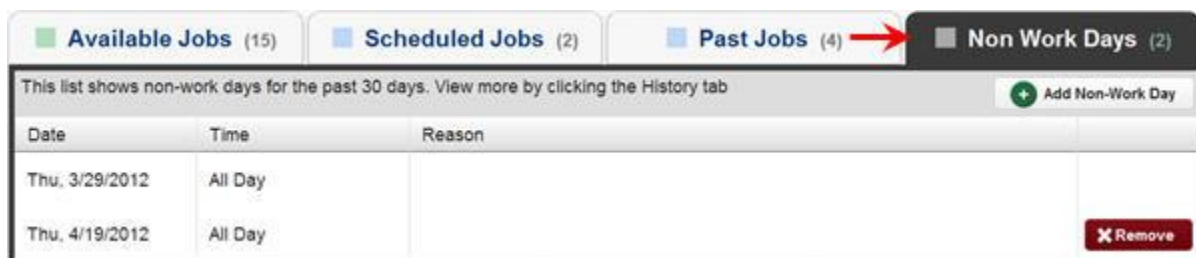 Available Jobs (15) Scheduled Jobs (2) Past Jobs (4) Non Work Days (2)
This list shows non-work days for the past 30 days. View more by clicking the History tab Add Non-Work Day
Date Time Reason
Thu, 3/29/2012 All Day
Thu, 4/19/2012 All Day Remove